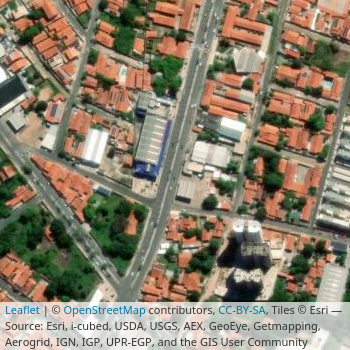 Leaflet | © OpenStreetMap contributors, CC-BY-SA, Tiles © Esri —
Source: Esri, i-cubed, USDA, USGS, AEX, GeoEye, Getmapping,
Aerogrid, IGN, IGP, UPR-EGP, and the GIS User Community